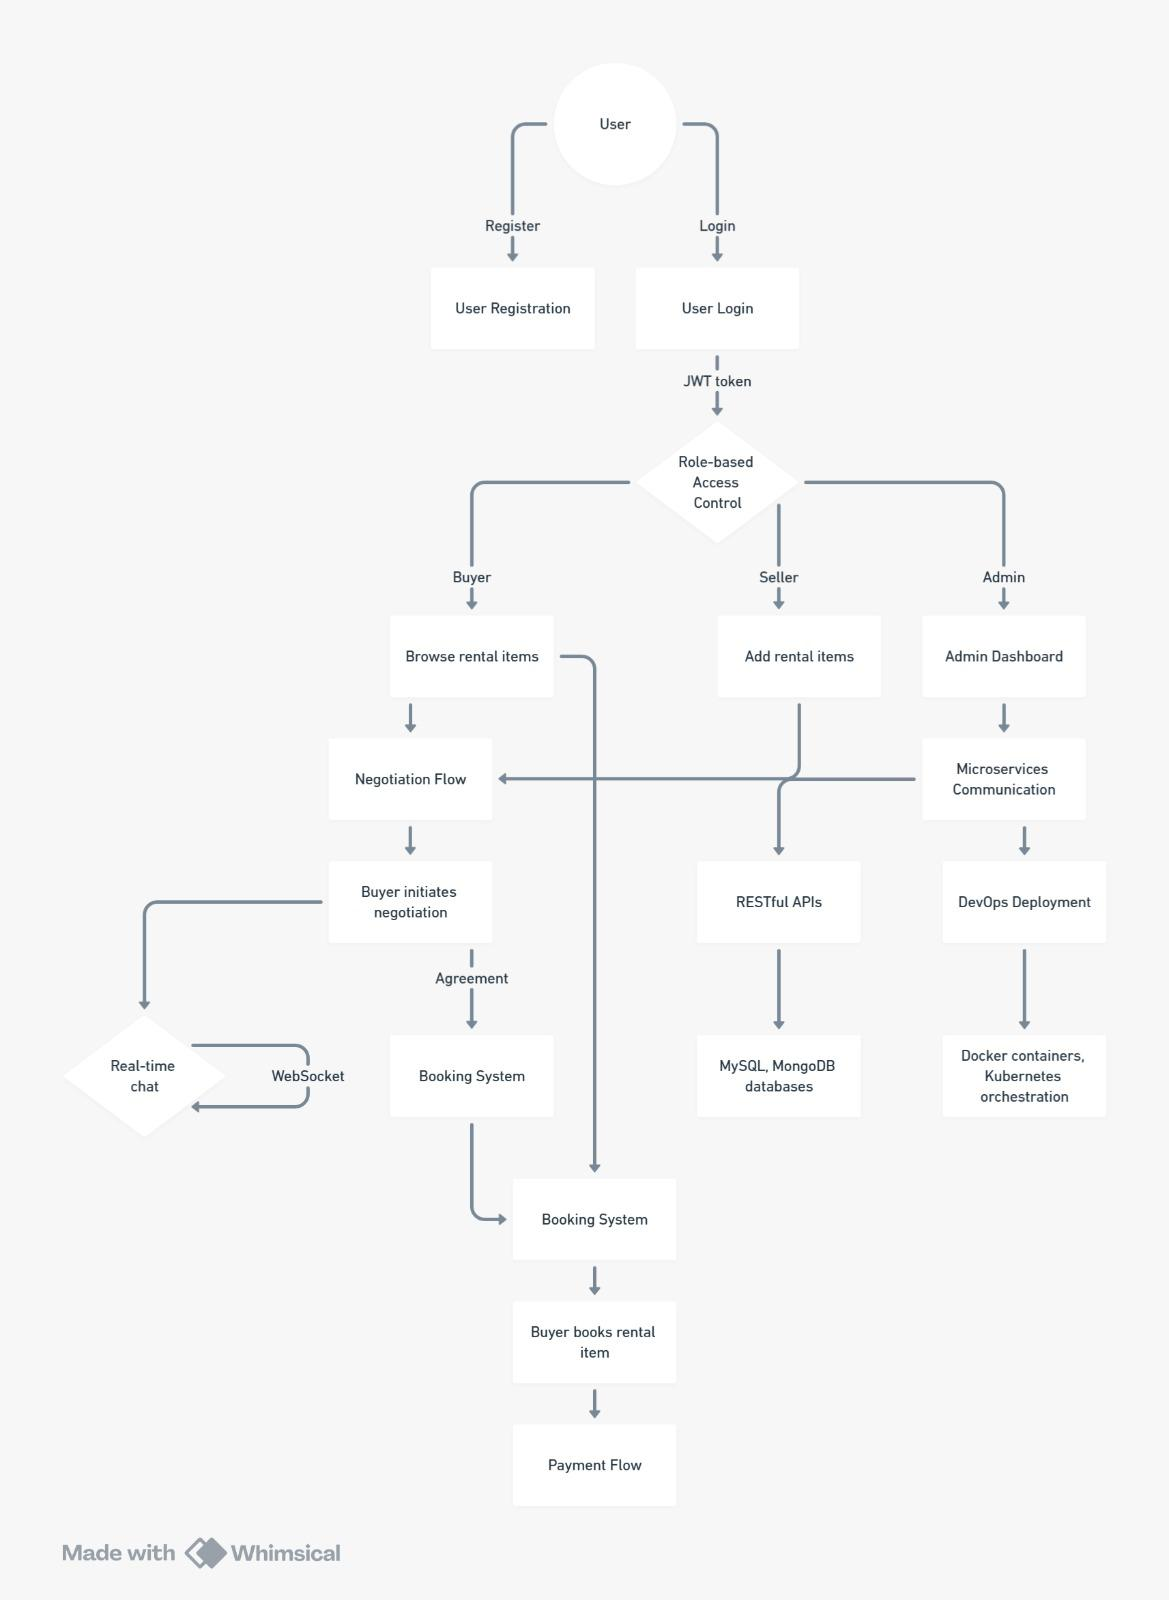 User
Register
Login
User Registration
User Login
JWT token
Role-based
Access
Control
Buyer
Seller
Admin
Browse rental items
Add rental items
Admin Dashboard
Negotiation Flow
Microservices
Communication
Buyer initiates
negotiation
RESTful APIs
DevOps Deployment
Agreement
Real-time
chat
WebSocket
Booking System
MySQL, MongoDB
databases
Docker containers,
Kubernetes
orchestration
Booking System
Buyer books rental
item
Payment Flow
Made with Whimsical